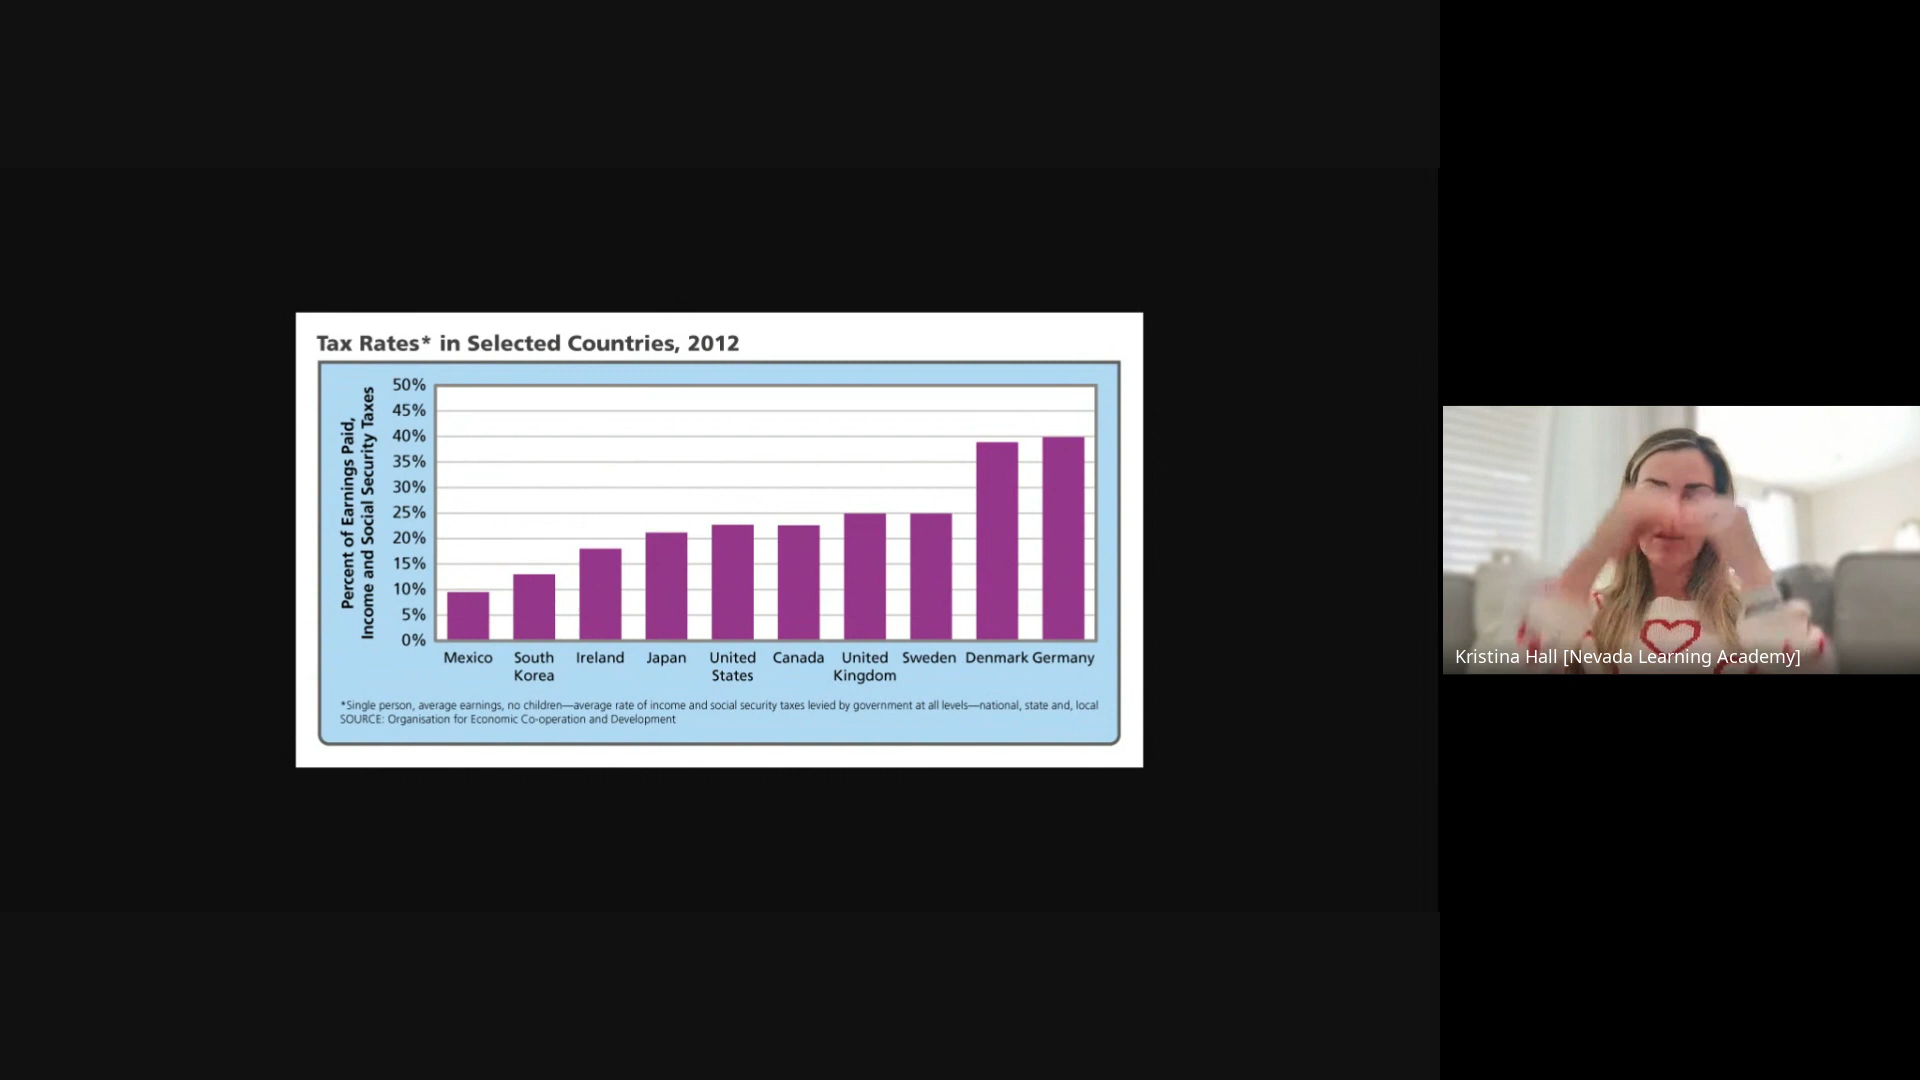 Tax Rates* in Selected Countries, 2012
Percent of Earnings Paid,
Income and Social Security Taxes
50%
45%
40%
35%
30%
25%
20%
15%
10%
5%
0%
Mexico
South
Korea
Ireland
Japan
United
States
Canada
United
Kingdom
Sweden
Denmark
Germany
*Single person, average earnings, no children—average rate of income and social security taxes levied by government at all levels—national, state and, local
SOURCE: Organisation for Economic Co-operation and Development
Kristina Hall [Nevada Learning Academy]